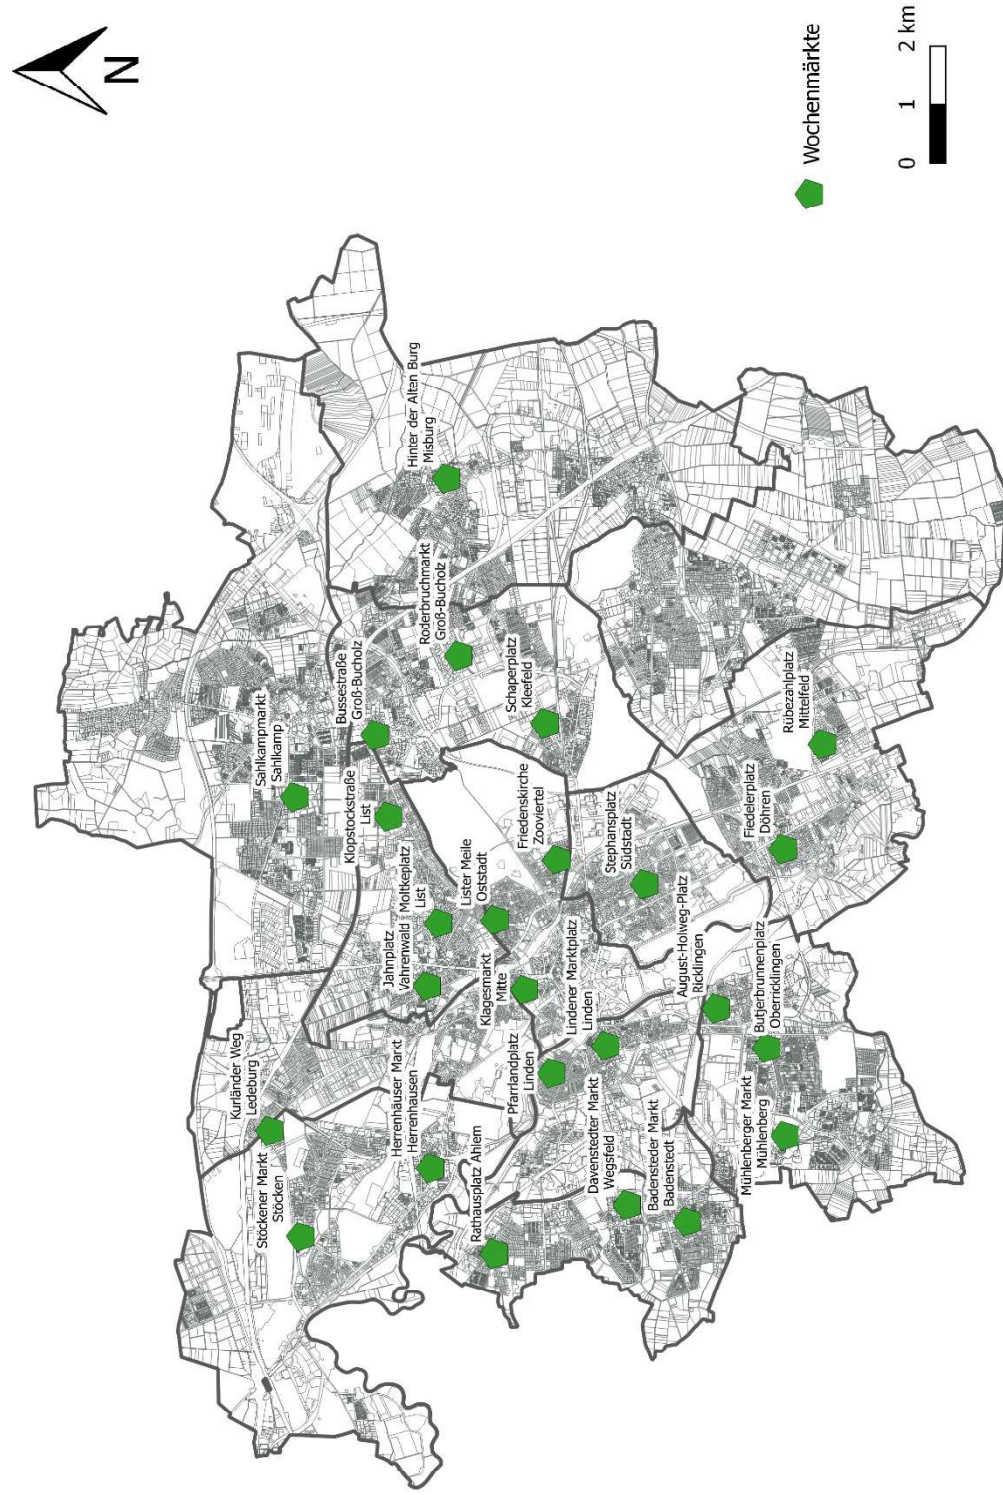 N
Kurländer Weg
Ledeburg
Stöckener Markt
Stöcken
Sahlkampmarkt
Sahlkamp
Bussestraße
Groß-Bucholz
Klopstockstraße
List
Jahnplatz
Vahrenwald
Moltkeplatz
List
Herrenhäuser Markt
Herrenhausen
Hinter der Alten Burg
Misburg
Roderbruchmarkt
Groß-Bucholz
Lister Meile
Oststadt
Rathausplatz Ahlem
Klagesmarkt
Mitte
Pfarrlandplatz
Linden
Schaperplatz
Kleefeld
Friedenskirche
Zooviertel
Lindener Marktplatz
Linden
Davenstedter Markt
Wegsfeld
Stephansplatz
Südstadt
Badensteder Markt
Badenstedt
August-Holweg-Platz
Ricklingen
Mühlenberger Markt
Mühlenberg
Butjerbrunnenplatz
Oberricklingen
Fiedelerplatz
Döhren
Rübezahlplatz
Mittelfeld
Wochenmärkte
0 1 2 km